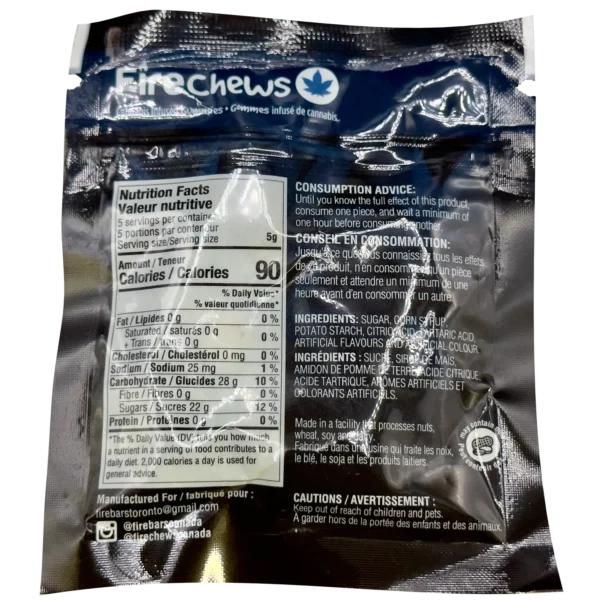 FireChews
Cannabis Infused Gummies • Gommes infusé de cannabis.
Nutrition Facts
Valeur nutritive
5 servings per container
5 portions par conteneur
Serving size/Serving size 5g
Amount / Teneur
Calories / Calories 90
% Daily Value*
% valeur quotidienne*
Fat / Lipides 0 g 0 %
Saturated / saturas 0 g
+ Trans / trans 0 g 0 %
Cholesterol / Cholestérol 0 mg 0 %
Sodium / Sodium 25 mg 1 %
Carbohydrate / Glucides 28 g 10 %
Fibre / Fibres 0 g 0 %
Sugars / Sucres 22 g 12 %
Protein / Protéines 0 g 0 %
*The % Daily Value (DV) tells you how much
a nutrient in a serving of food contributes to a
daily diet. 2,000 calories a day is used for
general advice.
Manufactured For / fabriqué pour :
firebarstoronto@gmail.com
@firebarscanada
@firechewscanada
CONSUMPTION ADVICE:
Until you know the full effect of this product,
consume one piece, and wait a minimum of
one hour before consuming another.
CONSEIL EN CONSOMMATION:
Jusqu'à ce que vous connaissiez tous les effets
de ce produit, n'en consommez qu'un pièce
seulement et attendre un minimum de une
heure avant d'en consommer un autre.
INGREDIENTS: SUGAR, CORN SYRUP,
POTATO STARCH, CITRIC ACID, TARTARIC ACID,
ARTIFICIAL FLAVOURS AND ARTIFICIAL COLOUR.
INGRÉDIENTS : SUCRE, SIROP DE MAIS,
AMIDON DE POMME DE TERRE, ACIDE CITRIQUE,
ACIDE TARTRIQUE, ARÔMES ARTIFICIELS ET
COLORANTS ARTIFICIELS.
Made in a facility that processes nuts,
wheat, soy and
Fabriqué dans une usine qui traite les noix,
le blé, le soja et les produits laitiers.
may contain
peut contenir
CAUTIONS / AVERTISSEMENT :
Keep out of reach of children and pets.
À garder hors de la portée des enfants et des animaux.